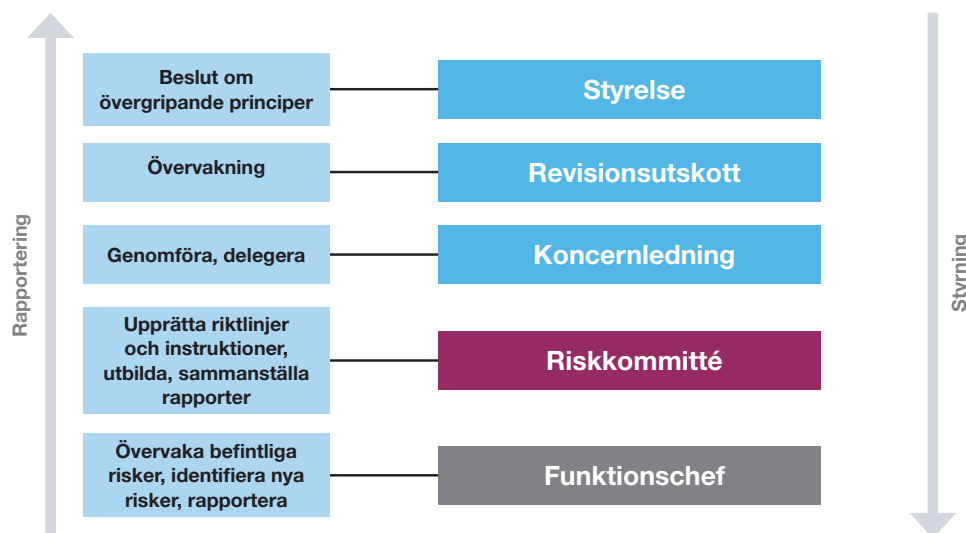 Rapportering
Beslut om
övergripande principer
Styrelse
Övervakning
Revisionsutskott
Genomföra, delegera
Koncernledning
Upprätta riktlinjer
och instruktioner,
utbilda, sammanställa
rapporter
Riskkommitté
Övervaka befintliga
risker, identifiera nya
risker, rapportera
Funktionschef
Styrning